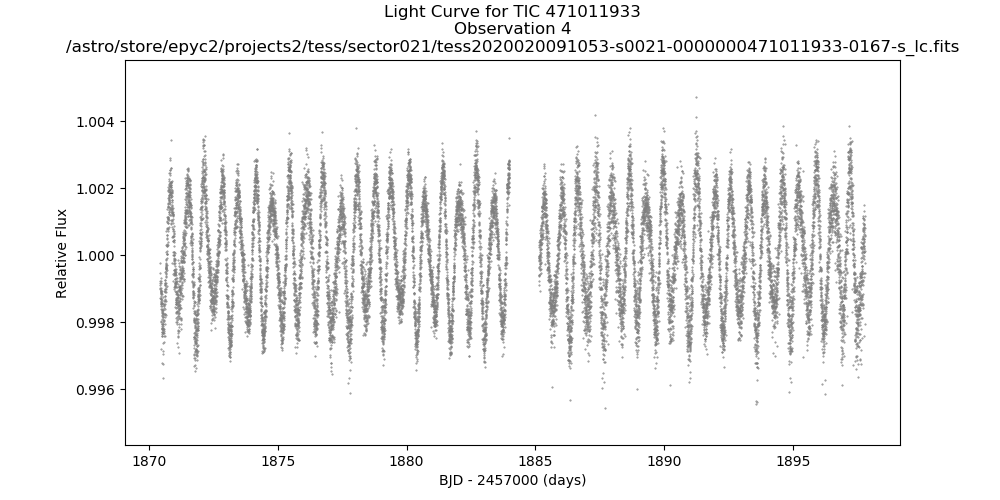 Light Curve for TIC 471011933
Observation 4
/astro/store/epyc2/projects2/tess/sector021/tess2020020091053-s0021-0000000471011933-0167-s_lc.fits
1.004
1.002
1.000
0.998
0.996
Relative Flux
1870
1875
1880
1885
1890
1895
BJD - 2457000 (days)